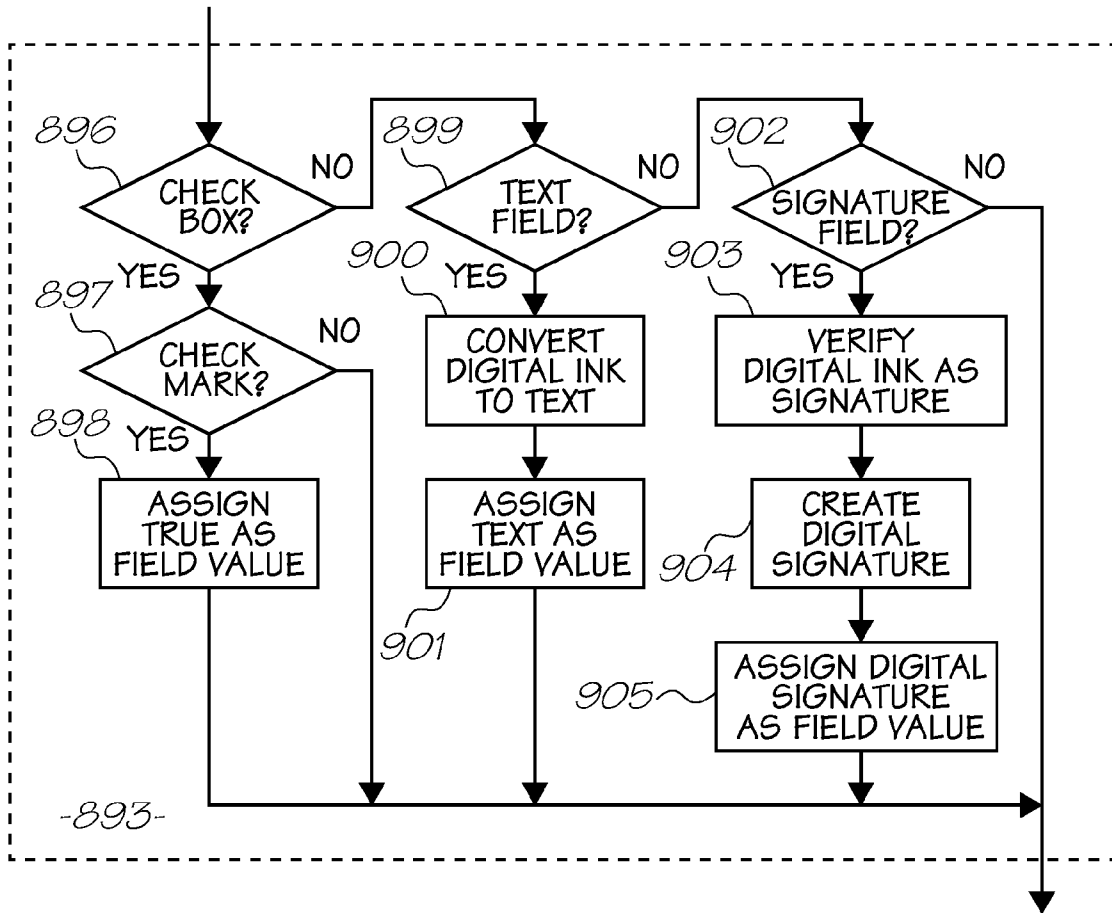 896
CHECK
BOX?
NO
YES
897
CHECK
MARK?
NO
YES
898
ASSIGN
TRUE AS
FIELD VALUE
899
TEXT
FIELD?
NO
YES
900
CONVERT
DIGITAL INK
TO TEXT
ASSIGN
TEXT AS
FIELD VALUE
901
902
SIGNATURE
FIELD?
NO
YES
903
VERIFY
DIGITAL INK AS
SIGNATURE
CREATE
DIGITAL
SIGNATURE
904
ASSIGN DIGITAL
SIGNATURE
AS FIELD VALUE
905
-893-